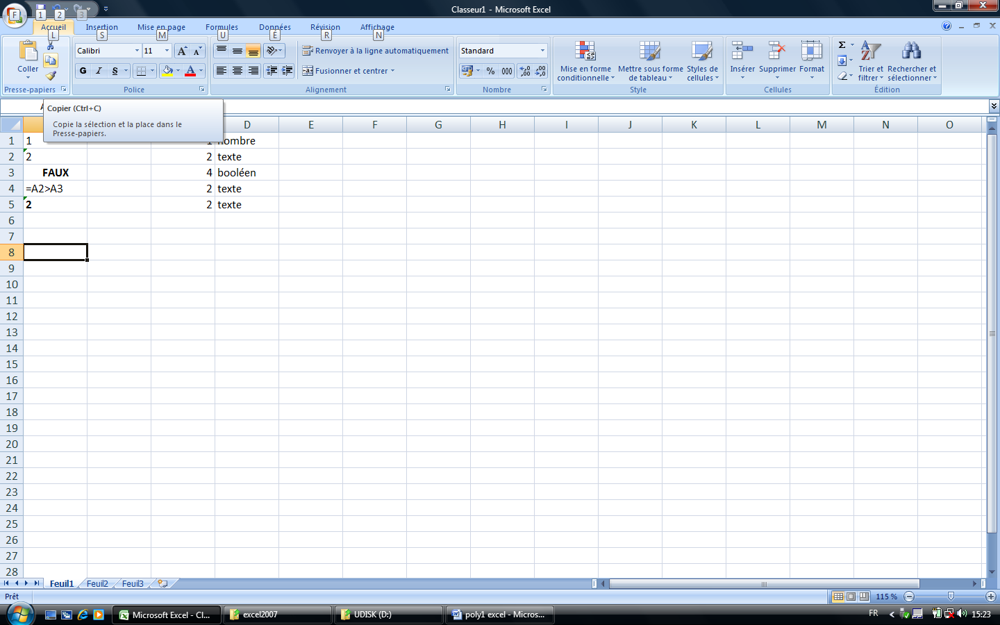 Classeur1 - Microsoft Excel
F 1 2 3
Accueil Insertion Mise en page Formules Données Révision Affichage
L S M U É R N
Coller
Calibri 11
G I S
A A
Renvoyer à la ligne automatiquement
Fusionner et centrer
Standard
% 000
Mise en forme conditionnelle
Mettre sous forme de tableau
Styles de cellules
Insérer Supprimer Format
Σ
Trier et filtrer
Rechercher et sélectionner
Presse-papiers Police Alignement Nombre Style Cellules Édition
Copier (Ctrl+C)
Copie la sélection et la place dans le
Presse-papiers.
D E F G H I J K L M N O
1 1 nombre
2 2 2 texte
3 FAUX 4 booléen
4 =A2>A3 2 texte
5 2 2 texte
6
7
8
9
10
11
12
13
14
15
16
17
18
19
20
21
22
23
24
25
26
27
28
Feuil1 Feuil2 Feuil3
Prêt 115 %
Microsoft Excel - Cl... excel2007 UDISK (D:) poly1 excel - Micros... FR 15:23